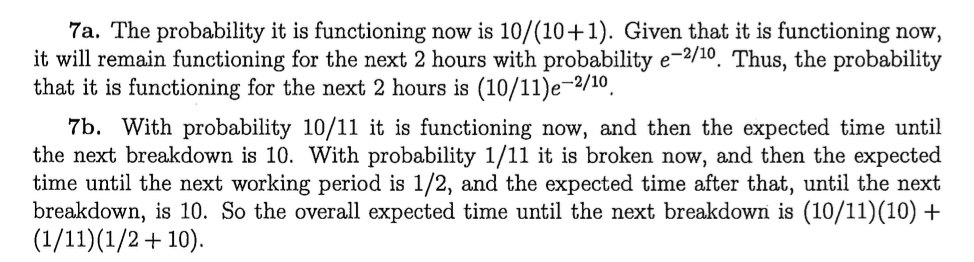 7a. The probability it is functioning now is 10/(10+1). Given that it is functioning now,
it will remain functioning for the next 2 hours with probability e^{-2/10}. Thus, the probability
that it is functioning for the next 2 hours is (10/11)e^{-2/10}.
7b. With probability 10/11 it is functioning now, and then the expected time until
the next breakdown is 10. With probability 1/11 it is broken now, and then the expected
time until the next working period is 1/2, and the expected time after that, until the next
breakdown, is 10. So the overall expected time until the next breakdown is (10/11)(10) +
(1/11)(1/2 + 10).